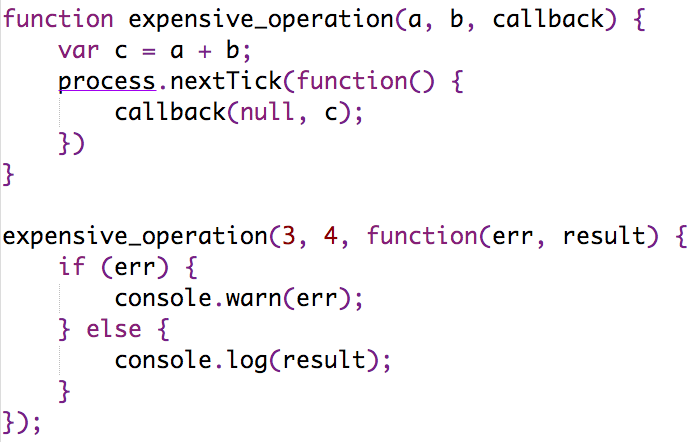 function expensive_operation(a, b, callback) {
    var c = a + b;
    process.nextTick(function() {
        callback(null, c);
    })
}

expensive_operation(3, 4, function(err, result) {
    if (err) {
        console.warn(err);
    } else {
        console.log(result);
    }
});